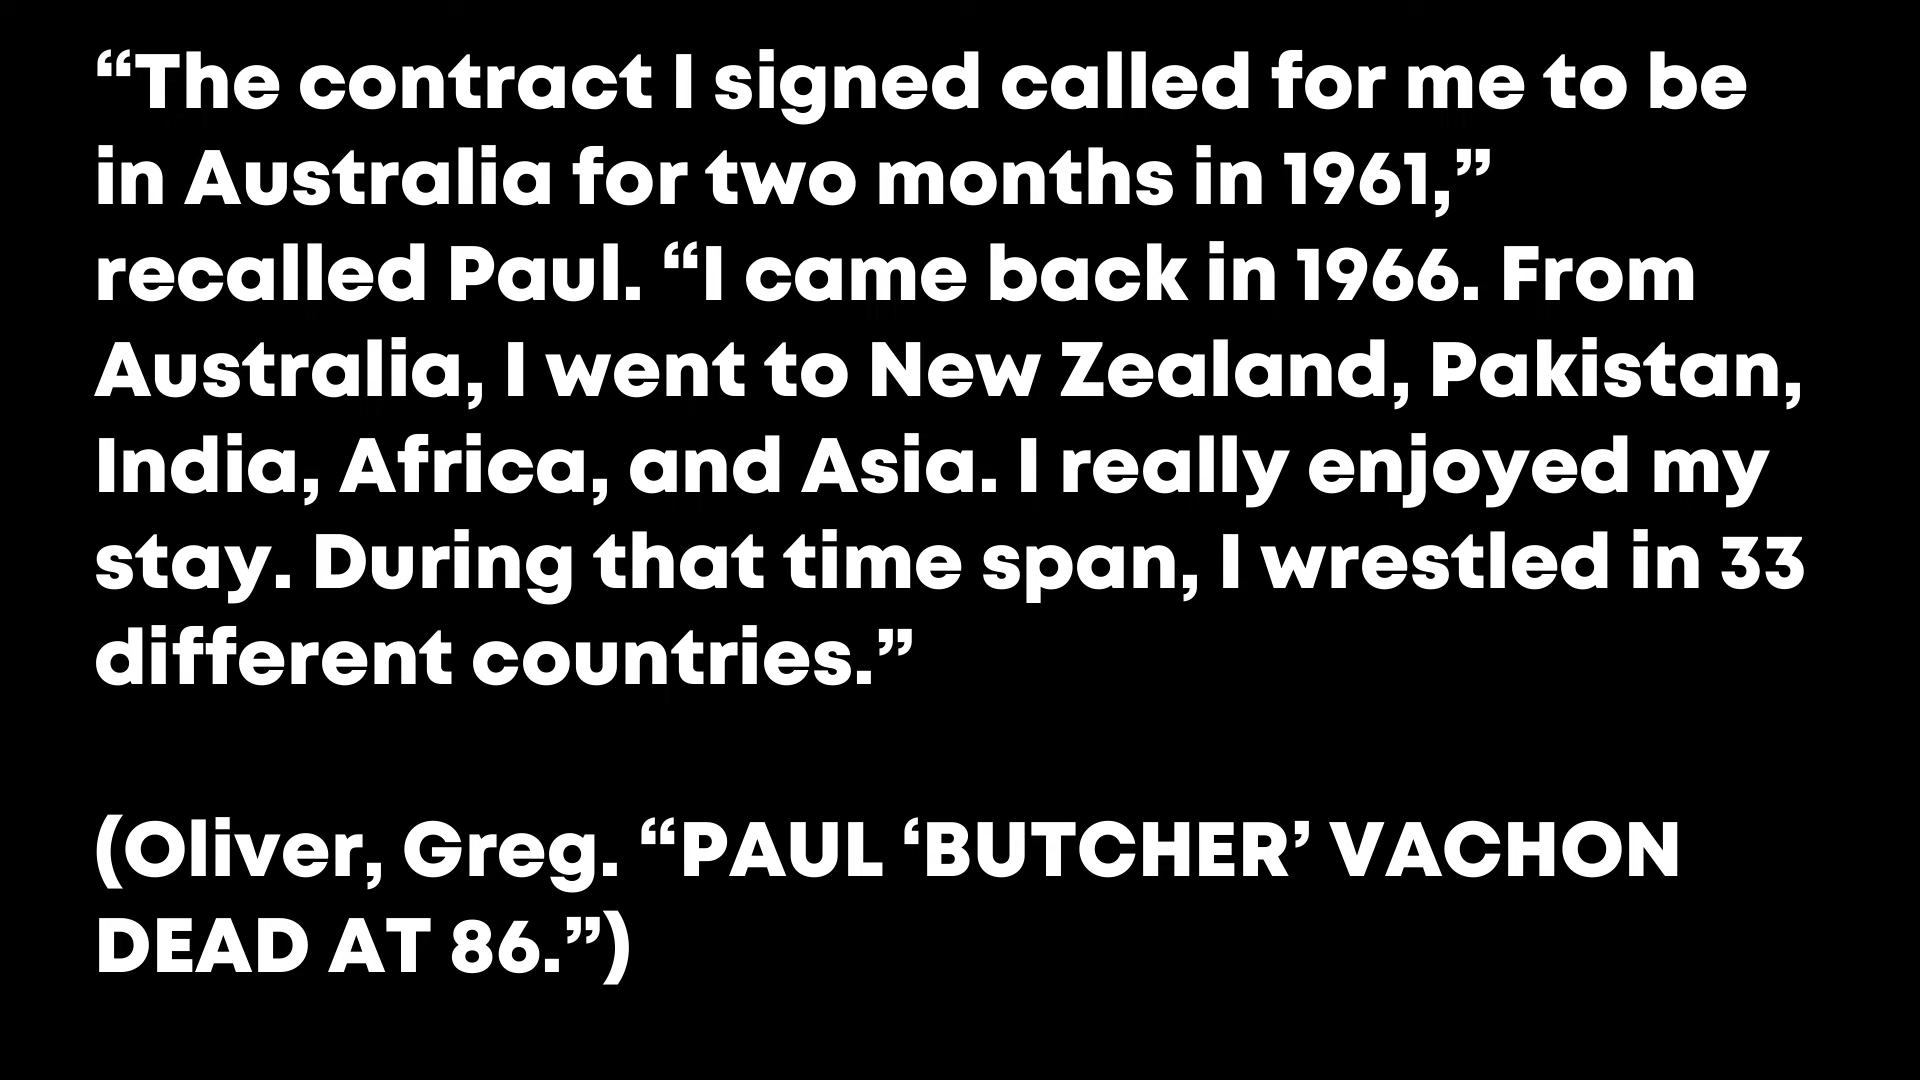 “The contract I signed called for me to be
in Australia for two months in 1961,”
recalled Paul. “I came back in 1966. From
Australia, I went to New Zealand, Pakistan,
India, Africa, and Asia. I really enjoyed my
stay. During that time span, I wrestled in 33
different countries.”
(Oliver, Greg. “PAUL ‘BUTCHER’ VACHON
DEAD AT 86.”)